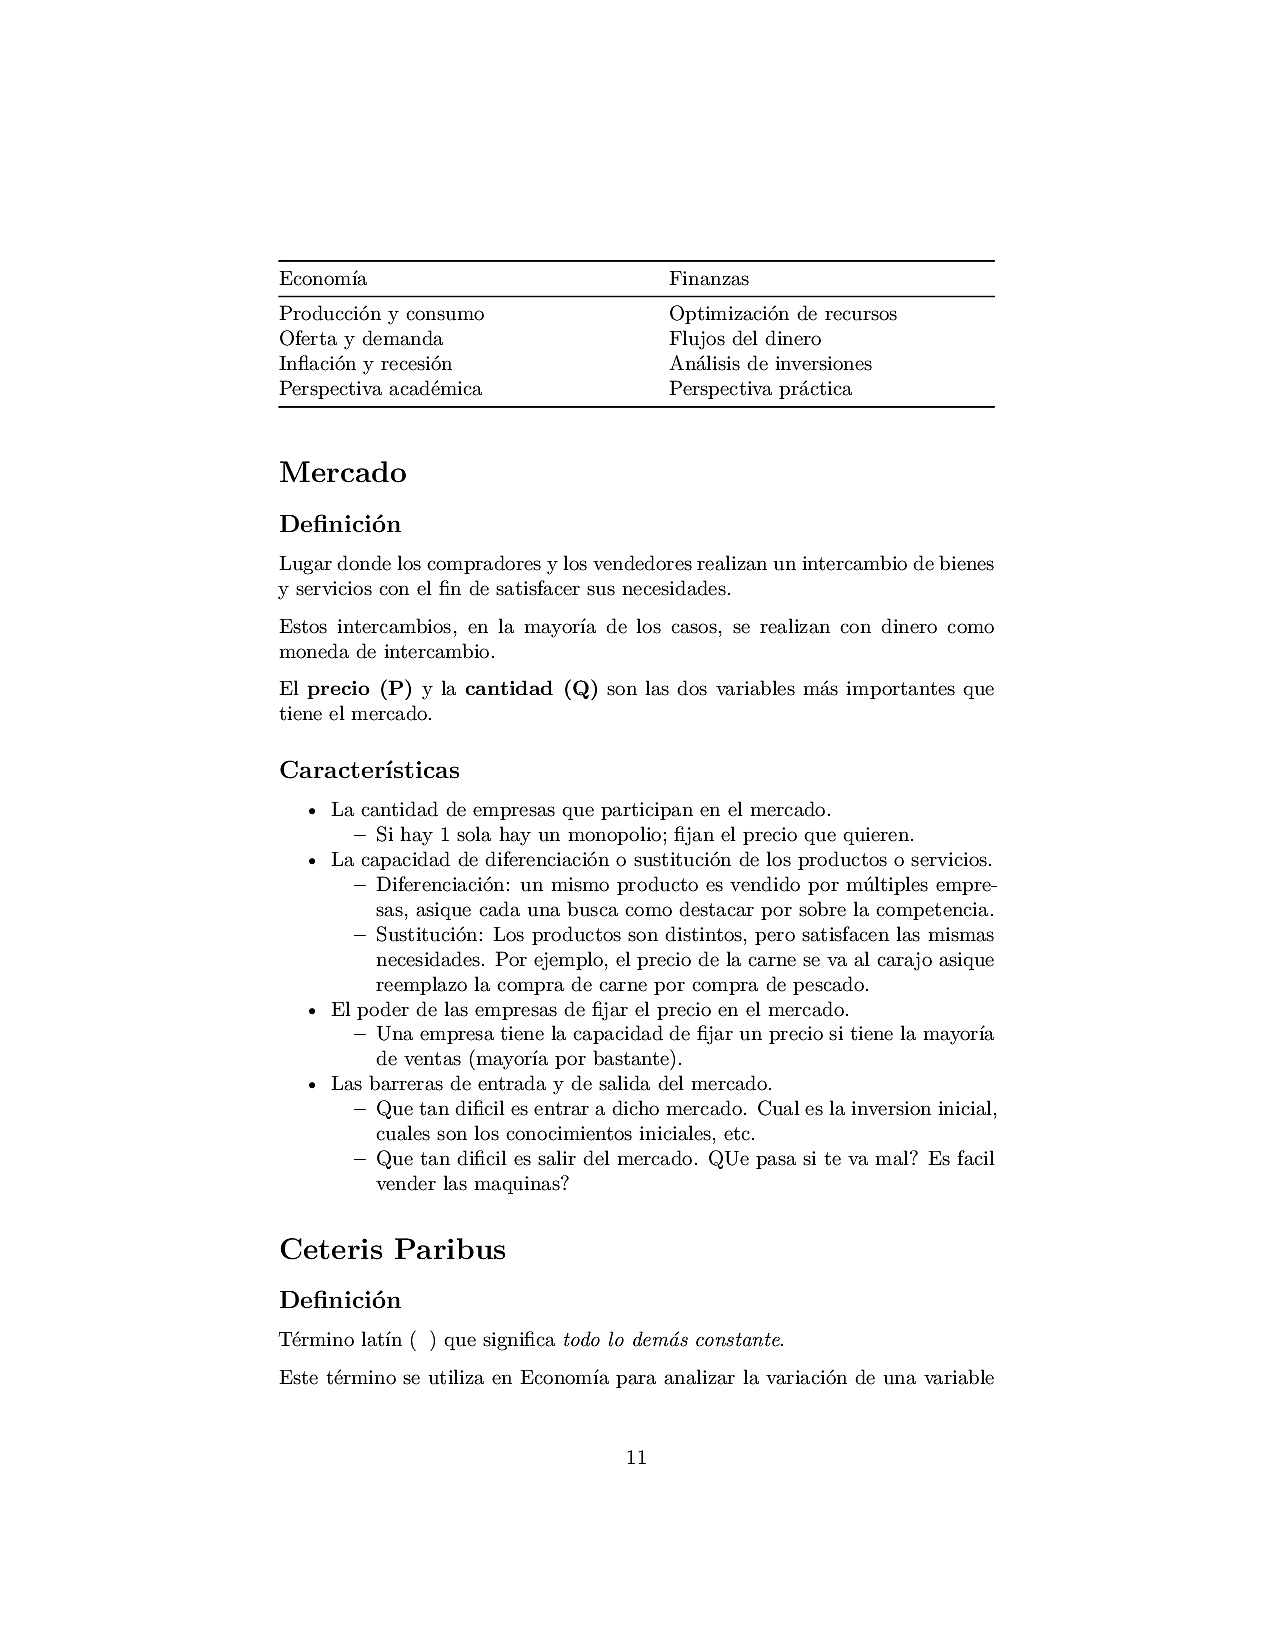 Economía Finanzas
Producción y consumo Optimización de recursos
Oferta y demanda Flujos del dinero
Inflación y recesión Análisis de inversiones
Perspectiva académica Perspectiva práctica
Mercado
Definición
Lugar donde los compradores y los vendedores realizan un intercambio de bienes
y servicios con el fin de satisfacer sus necesidades.
Estos intercambios, en la mayoría de los casos, se realizan con dinero como
moneda de intercambio.
El precio (P) y la cantidad (Q) son las dos variables más importantes que
tiene el mercado.
Características
• La cantidad de empresas que participan en el mercado.
– Si hay 1 sola hay un monopolio; fijan el precio que quieren.
• La capacidad de diferenciación o sustitución de los productos o servicios.
– Diferenciación: un mismo producto es vendido por múltiples empre-
sas, asique cada una busca como destacar por sobre la competencia.
– Sustitución: Los productos son distintos, pero satisfacen las mismas
necesidades. Por ejemplo, el precio de la carne se va al carajo asique
reemplazo la compra de carne por compra de pescado.
• El poder de las empresas de fijar el precio en el mercado.
– Una empresa tiene la capacidad de fijar un precio si tiene la mayoría
de ventas (mayoría por bastante).
• Las barreras de entrada y de salida del mercado.
– Que tan dificil es entrar a dicho mercado. Cual es la inversion inicial,
cuales son los conocimientos iniciales, etc.
– Que tan dificil es salir del mercado. QUe pasa si te va mal? Es facil
vender las maquinas?
Ceteris Paribus
Definición
Término latín ( ) que significa todo lo demás constante.
Este término se utiliza en Economía para analizar la variación de una variable
11